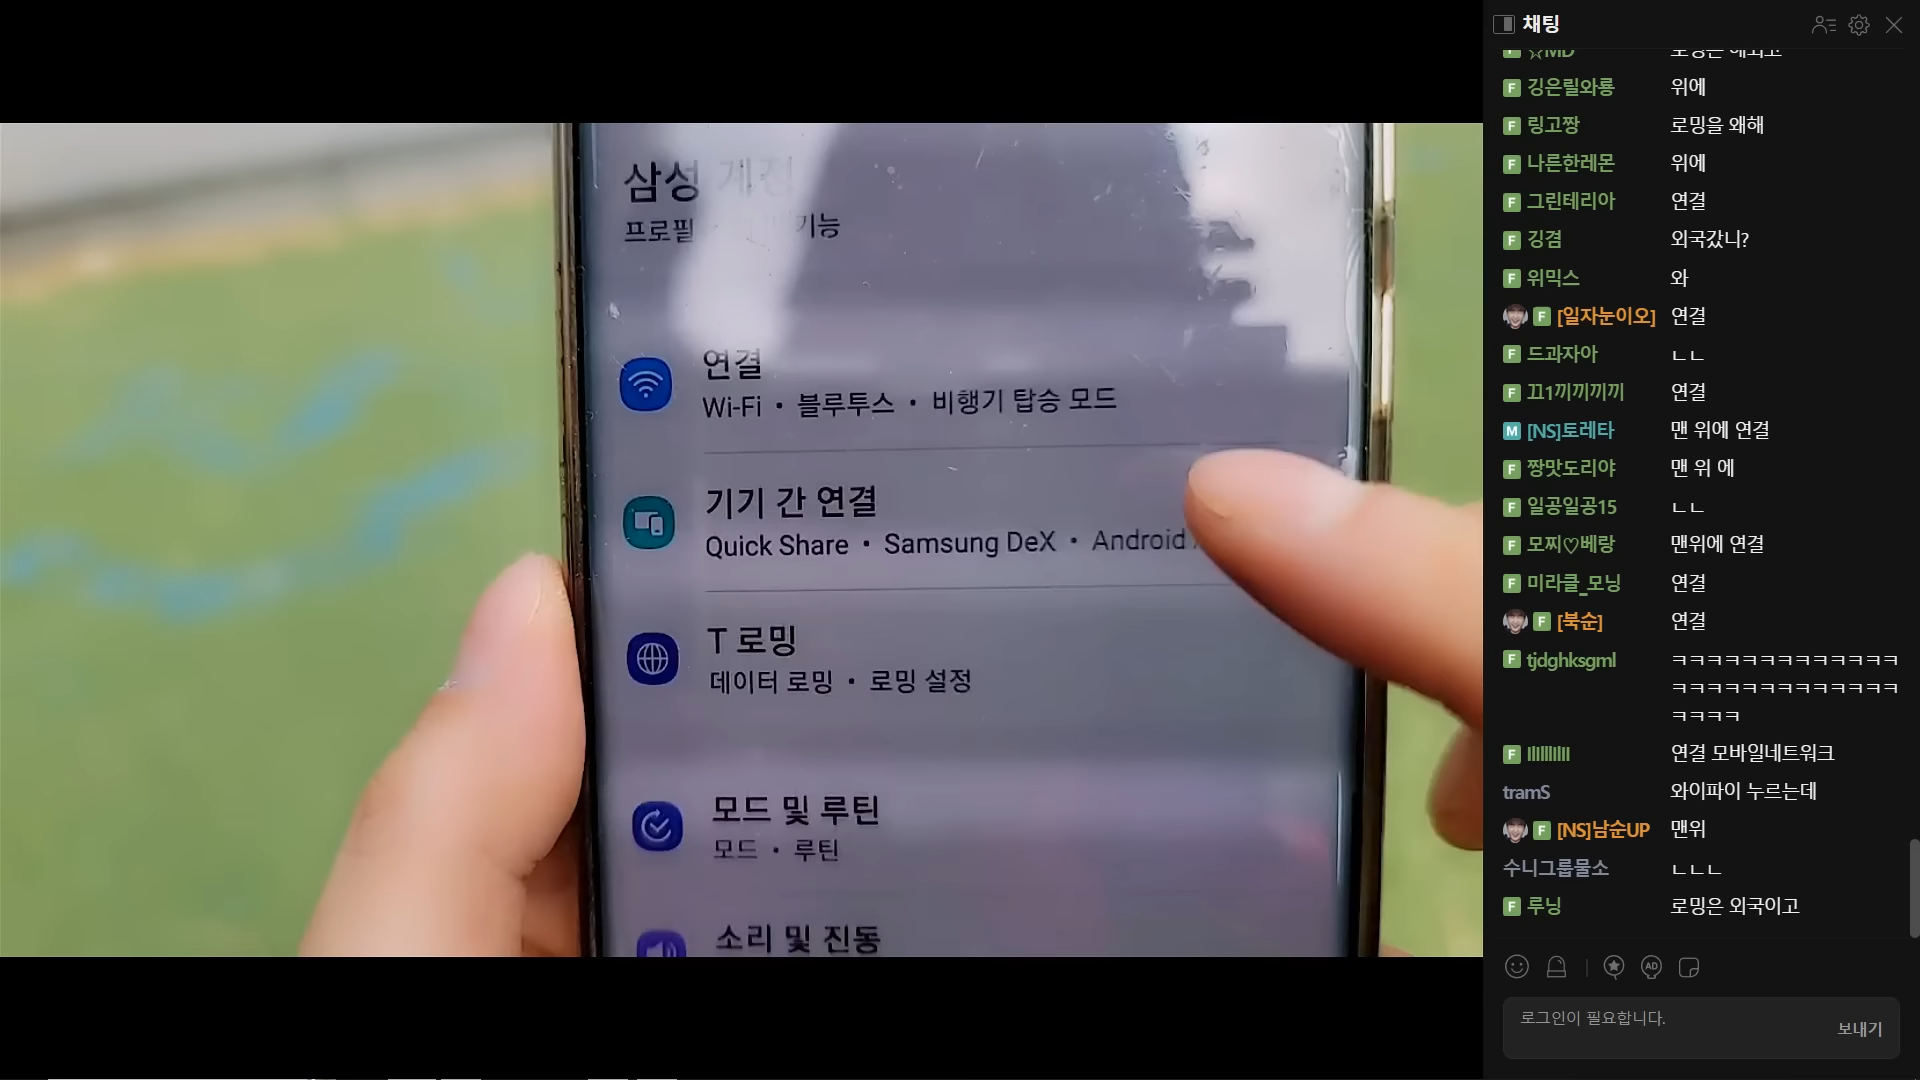 삼성 계정
프로필
기능
연결
Wi-Fi • 블루투스 • 비행기 탑승 모드
기기 간 연결
Quick Share • Samsung DeX • Android
T 로밍
데이터 로밍 • 로밍 설정
모드 및 루틴
모드 • 루틴
소리 및 진동
채팅
F ☆MD
F 깅은릴와룡 위에
F 링고짱 로밍을 왜해
F 나른한레몬 위에
F 그린테리아 연결
F 깅겸 외국갔니?
F 위믹스 와
F [일자눈이오] 연결
F 드과자아 ㄴㄴ
F 끄1끼끼끼끼 연결
M [NS]토레타 맨 위에 연결
F 짱맛도리야 맨 위 에
F 일공일공15 ㄴㄴ
F 모찌♡베랑 맨위에 연결
F 미라클_모닝 연결
F [북순] 연결
F tjdghksgml ㅋㅋㅋㅋㅋㅋㅋㅋㅋㅋㅋㅋㅋ
ㅋㅋㅋㅋㅋㅋㅋㅋㅋㅋㅋㅋㅋ
ㅋㅋㅋㅋ
F 연결 모바일네트워크
tramS 와이파이 누르는데
F [NS]남순UP 맨위
수니그룹물소 ㄴㄴㄴ
F 루닝 로밍은 외국이고
AD
로그인이 필요합니다.
보내기